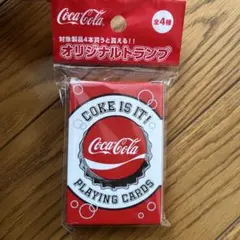 Coca-Cola
全4種
対象製品4本買うと貰える!!
オリジナルトランプ
COKE IS IT!
Coca-Cola
PLAYING CARDS